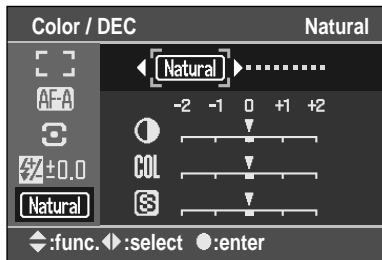 Color / DEC Natural
Natural
AF-A
-2 -1 0 +1 +2
±0.0
COL
S
Natural
:func. :select :enter